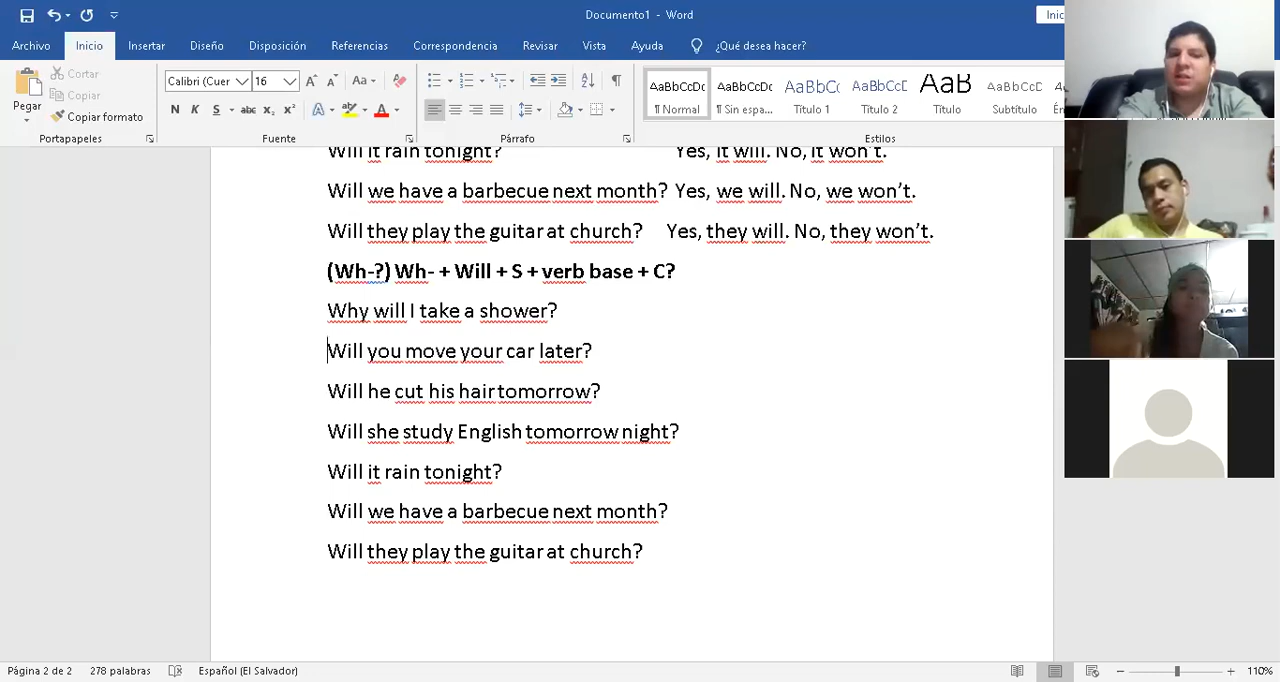 Documento1 - Word
Inic
Archivo Inicio Insertar Diseño Disposición Referencias Correspondencia Revisar Vista Ayuda ¿Qué desea hacer?
Pegar
Cortar
Copiar
Copiar formato
Portapapeles
Calibri (Cuer 16
N K S abc x₂ x²
Fuente
Párrafo
AaBbCcDc AaBbCcDc AaBbCc AaBbCcD AaB AaBbCcD
¶ Normal ¶ Sin espa... Título 1 Título 2 Título Subtítulo
Estilos
Will it rain tonight? Yes, it will. No, it won't.
Will we have a barbecue next month? Yes, we will. No, we won't.
Will they play the guitar at church? Yes, they will. No, they won't.
(Wh-?) Wh- + Will + S + verb base + C?
Why will I take a shower?
Will you move your car later?
Will he cut his hair tomorrow?
Will she study English tomorrow night?
Will it rain tonight?
Will we have a barbecue next month?
Will they play the guitar at church?
Página 2 de 2 278 palabras Español (El Salvador) 110%